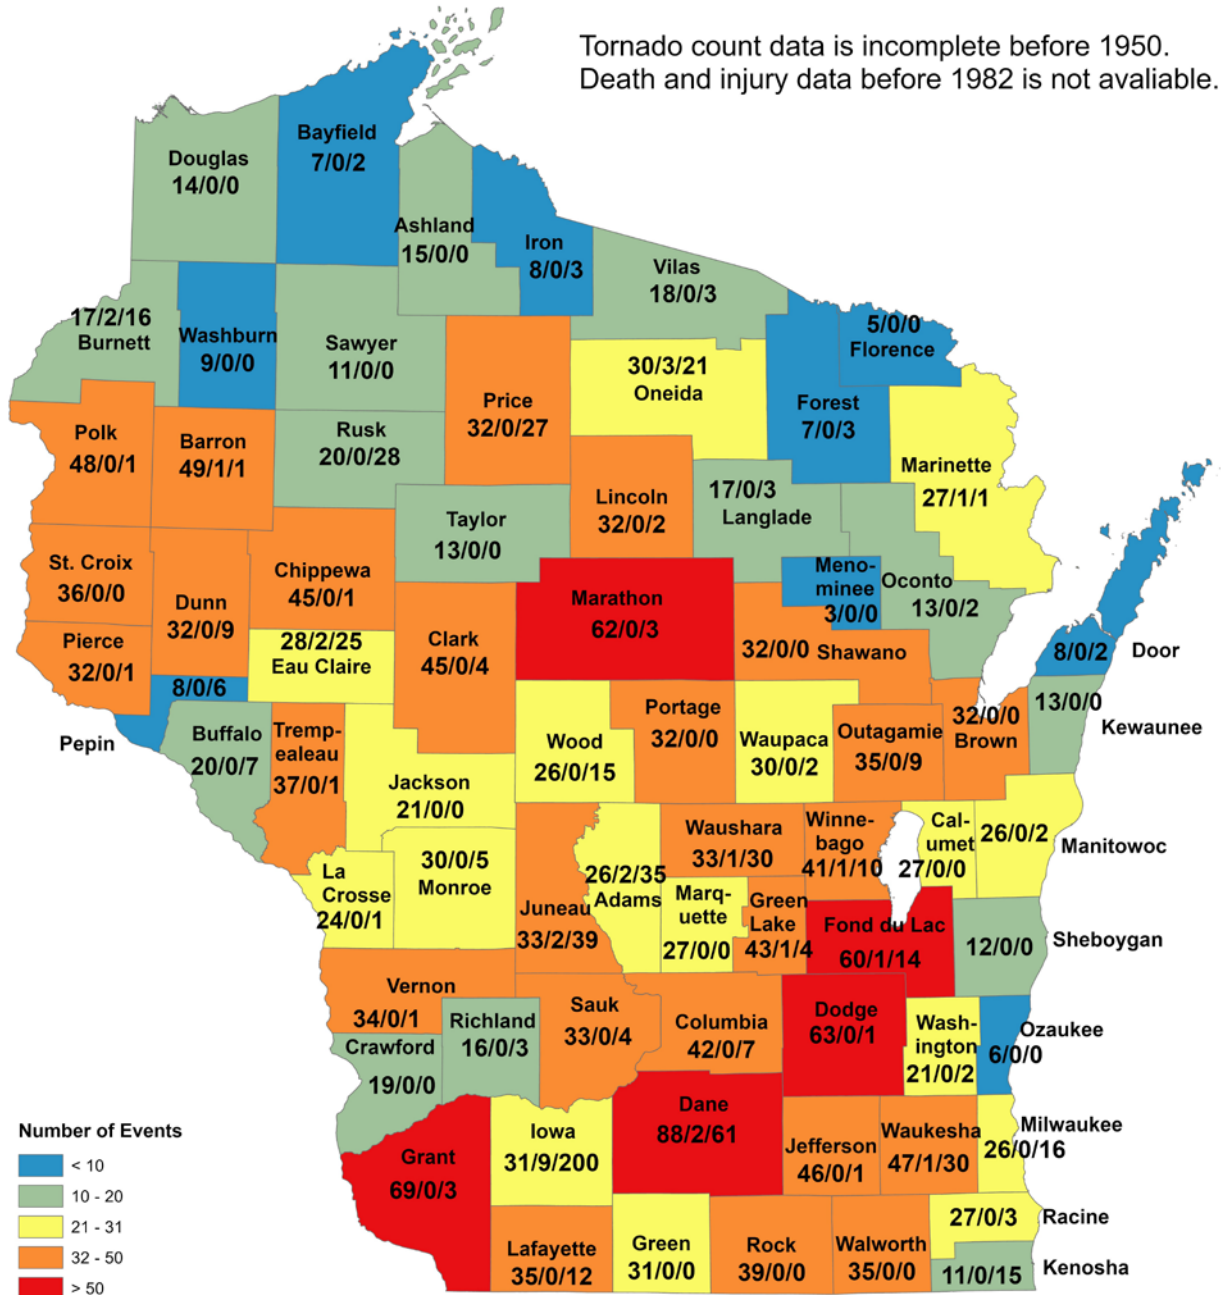 Tornado count data is incomplete before 1950.
Death and injury data before 1982 is not avaliable.
Bayfield
7/0/2
Douglas
14/0/0
Ashland
15/0/0
Iron
8/0/3
Vilas
18/0/3
17/2/16
Burnett
Washburn
9/0/0
Sawyer
11/0/0
5/0/0
Florence
30/3/21
Oneida
Price
32/0/27
Forest
7/0/3
Polk
48/0/1
Barron
49/1/1
Rusk
20/0/28
Marinette
27/1/1
Lincoln
32/0/2
17/0/3
Langlade
Taylor
13/0/0
St. Croix
36/0/0
Dunn
32/0/9
Chippewa
45/0/1
Marathon
62/0/3
Meno-
minee
3/0/0
Oconto
13/0/2
Pierce
32/0/1
28/2/25
Eau Claire
Clark
45/0/4
32/0/0 Shawano
8/0/2
Door
8/0/6
Pepin
Buffalo
20/0/7
Tremp-
ealeau
37/0/1
Wood
26/0/15
Portage
32/0/0
Waupaca
30/0/2
Outagamie
35/0/9
32/0/0
Brown
13/0/0
Kewaunee
Jackson
21/0/0
Waushara
33/1/30
Winne-
bago
41/1/10
Cal-
umet
27/0/0
26/0/2
Manitowoc
La
Crosse
24/0/1
30/0/5
Monroe
Juneau
33/2/39
26/2/35
Adams
Marq-
uette
27/0/0
Green
Lake
43/1/4
Fond du Lac
60/1/14
12/0/0
Sheboygan
Vernon
34/0/1
Richland
16/0/3
Sauk
33/0/4
Columbia
42/0/7
Dodge
63/0/1
Wash-
ington
21/0/2
Ozaukee
6/0/0
Crawford
19/0/0
Dane
88/2/61
Grant
69/0/3
Iowa
31/9/200
Jefferson
46/0/1
Waukesha
47/1/30
Milwaukee
26/0/16
Lafayette
35/0/12
Green
31/0/0
Rock
39/0/0
Walworth
35/0/0
27/0/3
Racine
11/0/15
Kenosha
Number of Events
< 10
10 - 20
21 - 31
32 - 50
> 50